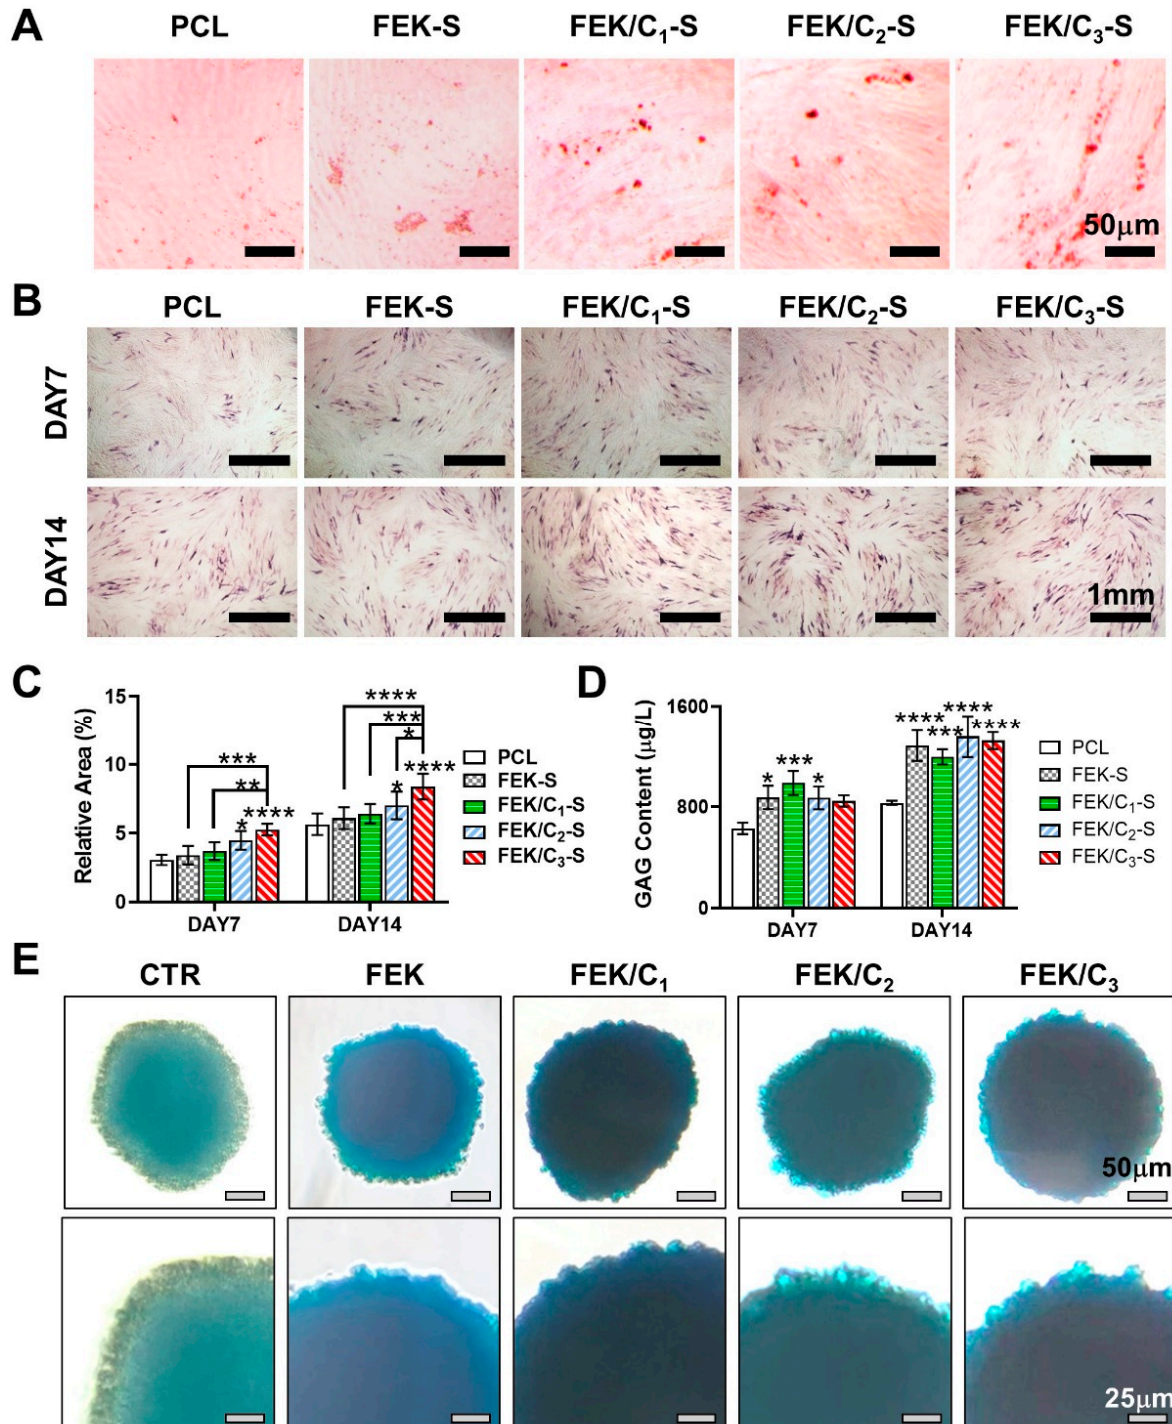 A
PCL FEK-S FEK/C₁-S FEK/C₂-S FEK/C₃-S
50μm
B
PCL FEK-S FEK/C₁-S FEK/C₂-S FEK/C₃-S
DAY7
DAY14
1mm
C
Relative Area (%)
15
10
5
0
*** ** * ****
**** *** * * ****
DAY7 DAY14
PCL
FEK-S
FEK/C₁-S
FEK/C₂-S
FEK/C₃-S
D
GAG Content (μg/L)
1600
800
0
* *** *
**** *** **** ****
DAY7 DAY14
PCL
FEK-S
FEK/C₁-S
FEK/C₂-S
FEK/C₃-S
E
CTR FEK FEK/C₁ FEK/C₂ FEK/C₃
50μm
25μm